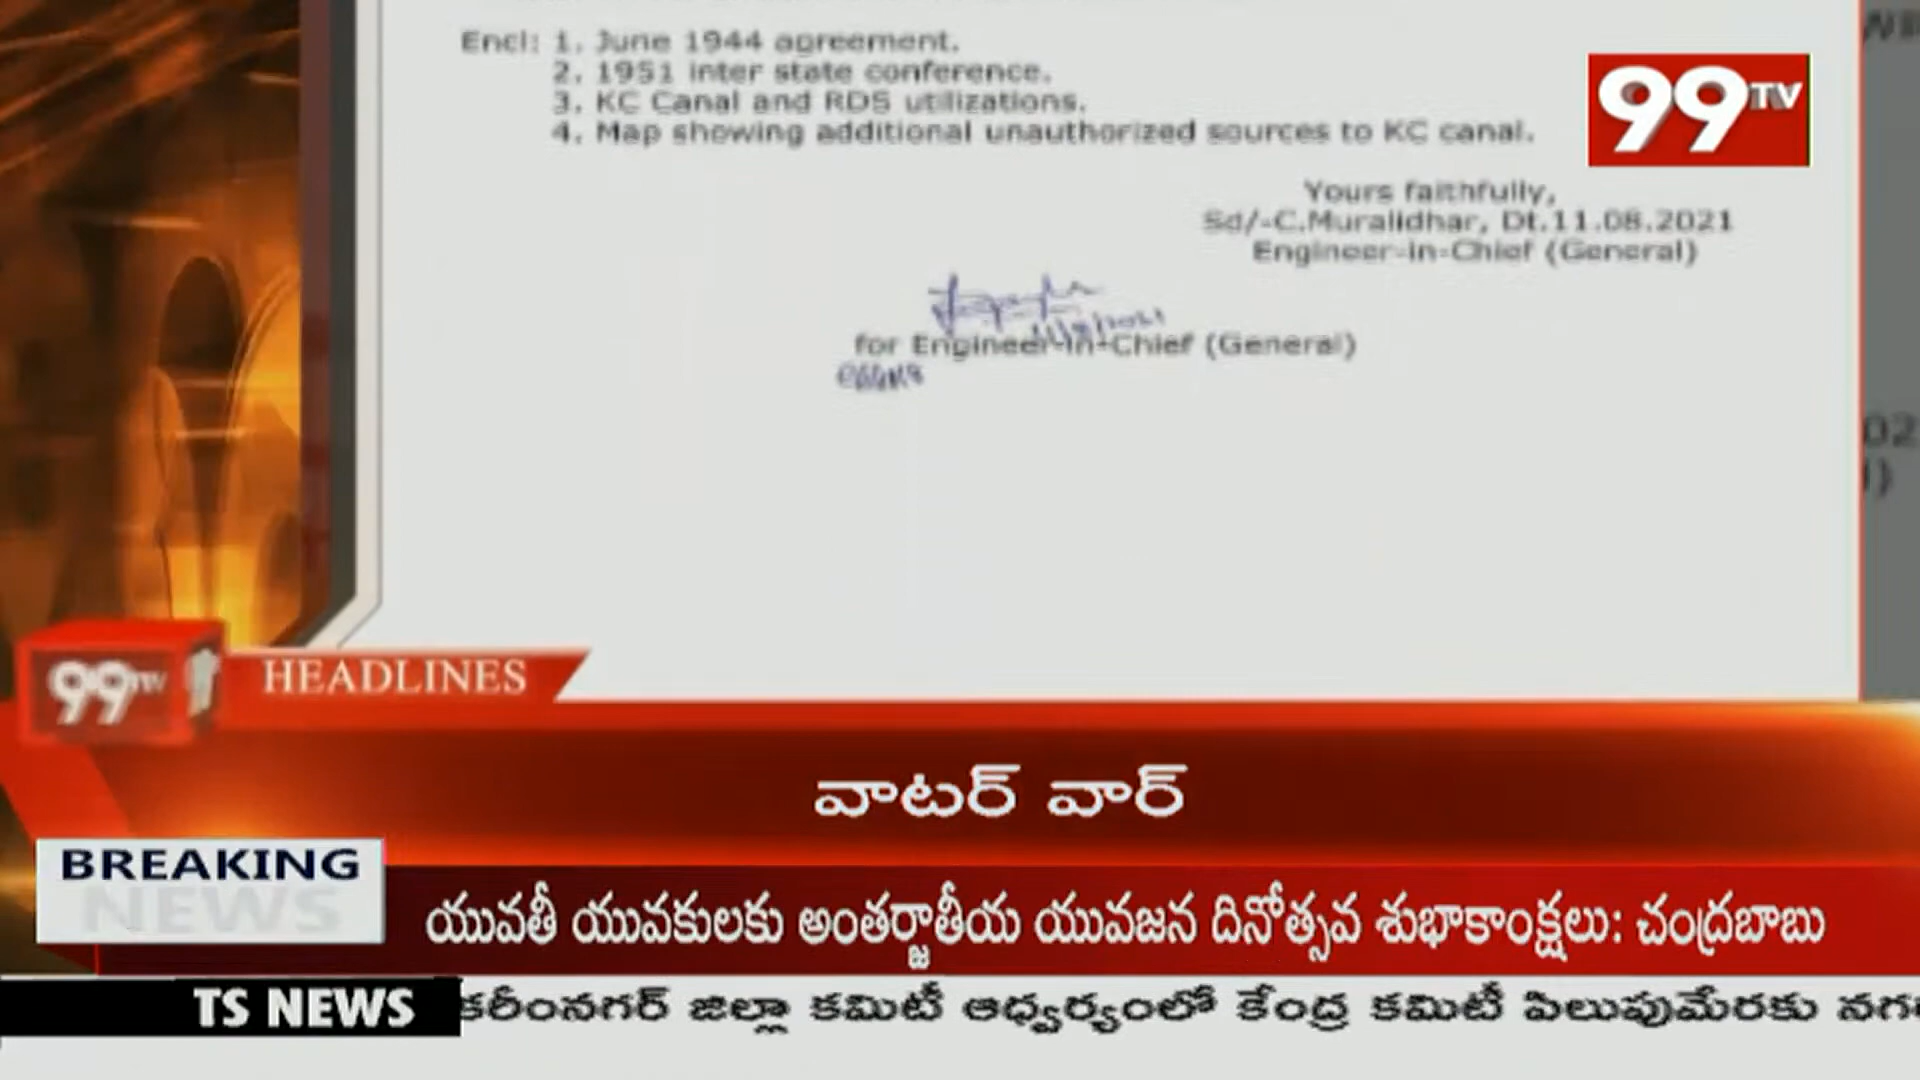 Encl: 1. June 1944 agreement.
2. 1951 inter state conference.
3. KC Canal and RDS utilizations.
4. Map showing additional unauthorized sources to KC canal.
99TV
Yours faithfully,
Sd/-C.Muralidhar, Dt.11.08.2021
Engineer-in-Chief (General)
for Engineer-in-Chief (General)
99TV HEADLINES
వాటర్ వార్
BREAKING
NEWS
యువతీ యువకులకు అంతర్జాతీయ యువజన దినోత్సవ శుభాకాంక్షలు: చంద్రబాబు
TS NEWS కరీంనగర్ జిల్లా కమిటీ ఆధ్వర్యంలో కేంద్ర కమిటీ పిలుపుమేరకు నగ